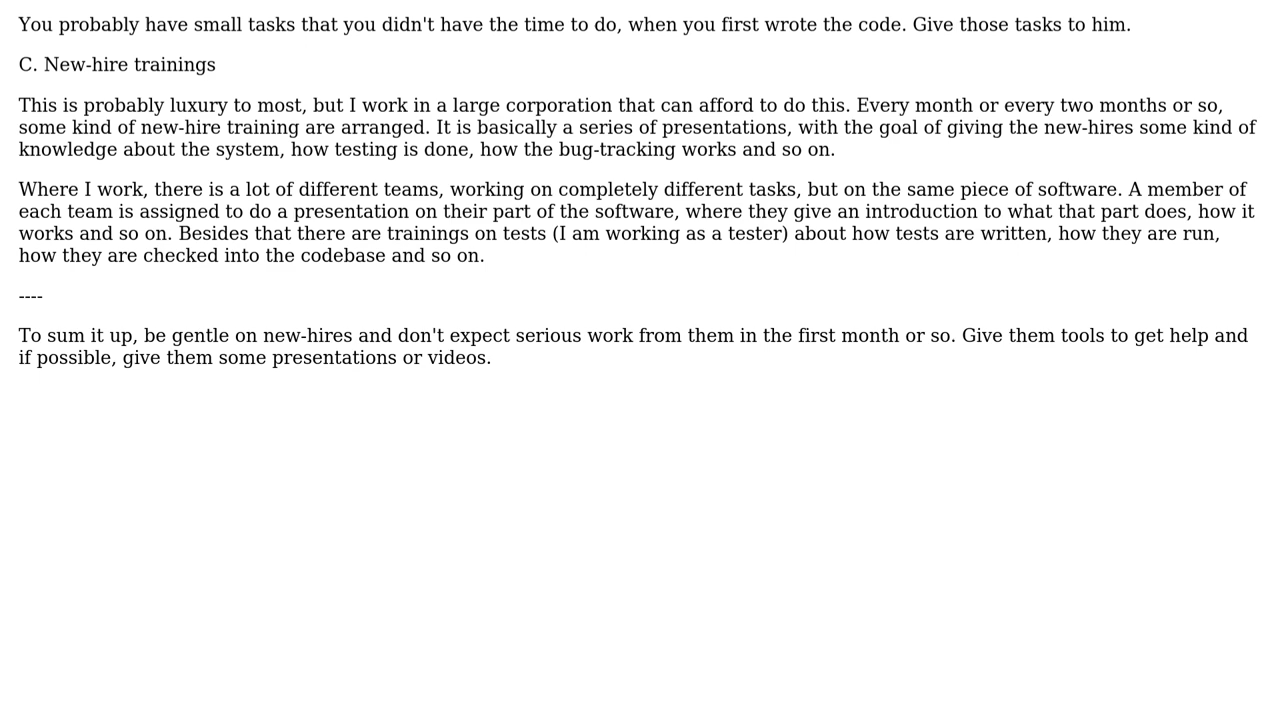 You probably have small tasks that you didn't have the time to do, when you first wrote the code. Give those tasks to him.
C. New-hire trainings
This is probably luxury to most, but I work in a large corporation that can afford to do this. Every month or every two months or so,
some kind of new-hire training are arranged. It is basically a series of presentations, with the goal of giving the new-hires some kind of
knowledge about the system, how testing is done, how the bug-tracking works and so on.
Where I work, there is a lot of different teams, working on completely different tasks, but on the same piece of software. A member of
each team is assigned to do a presentation on their part of the software, where they give an introduction to what that part does, how it
works and so on. Besides that there are trainings on tests (I am working as a tester) about how tests are written, how they are run,
how they are checked into the codebase and so on.
----
To sum it up, be gentle on new-hires and don't expect serious work from them in the first month or so. Give them tools to get help and
if possible, give them some presentations or videos.